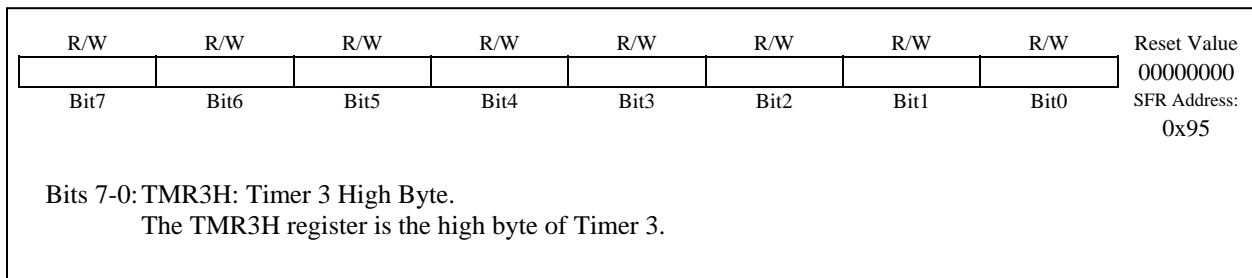 R/W R/W R/W R/W R/W R/W R/W R/W Reset Value
00000000
Bit7 Bit6 Bit5 Bit4 Bit3 Bit2 Bit1 Bit0 SFR Address:
0x95
Bits 7-0: TMR3H: Timer 3 High Byte.
The TMR3H register is the high byte of Timer 3.